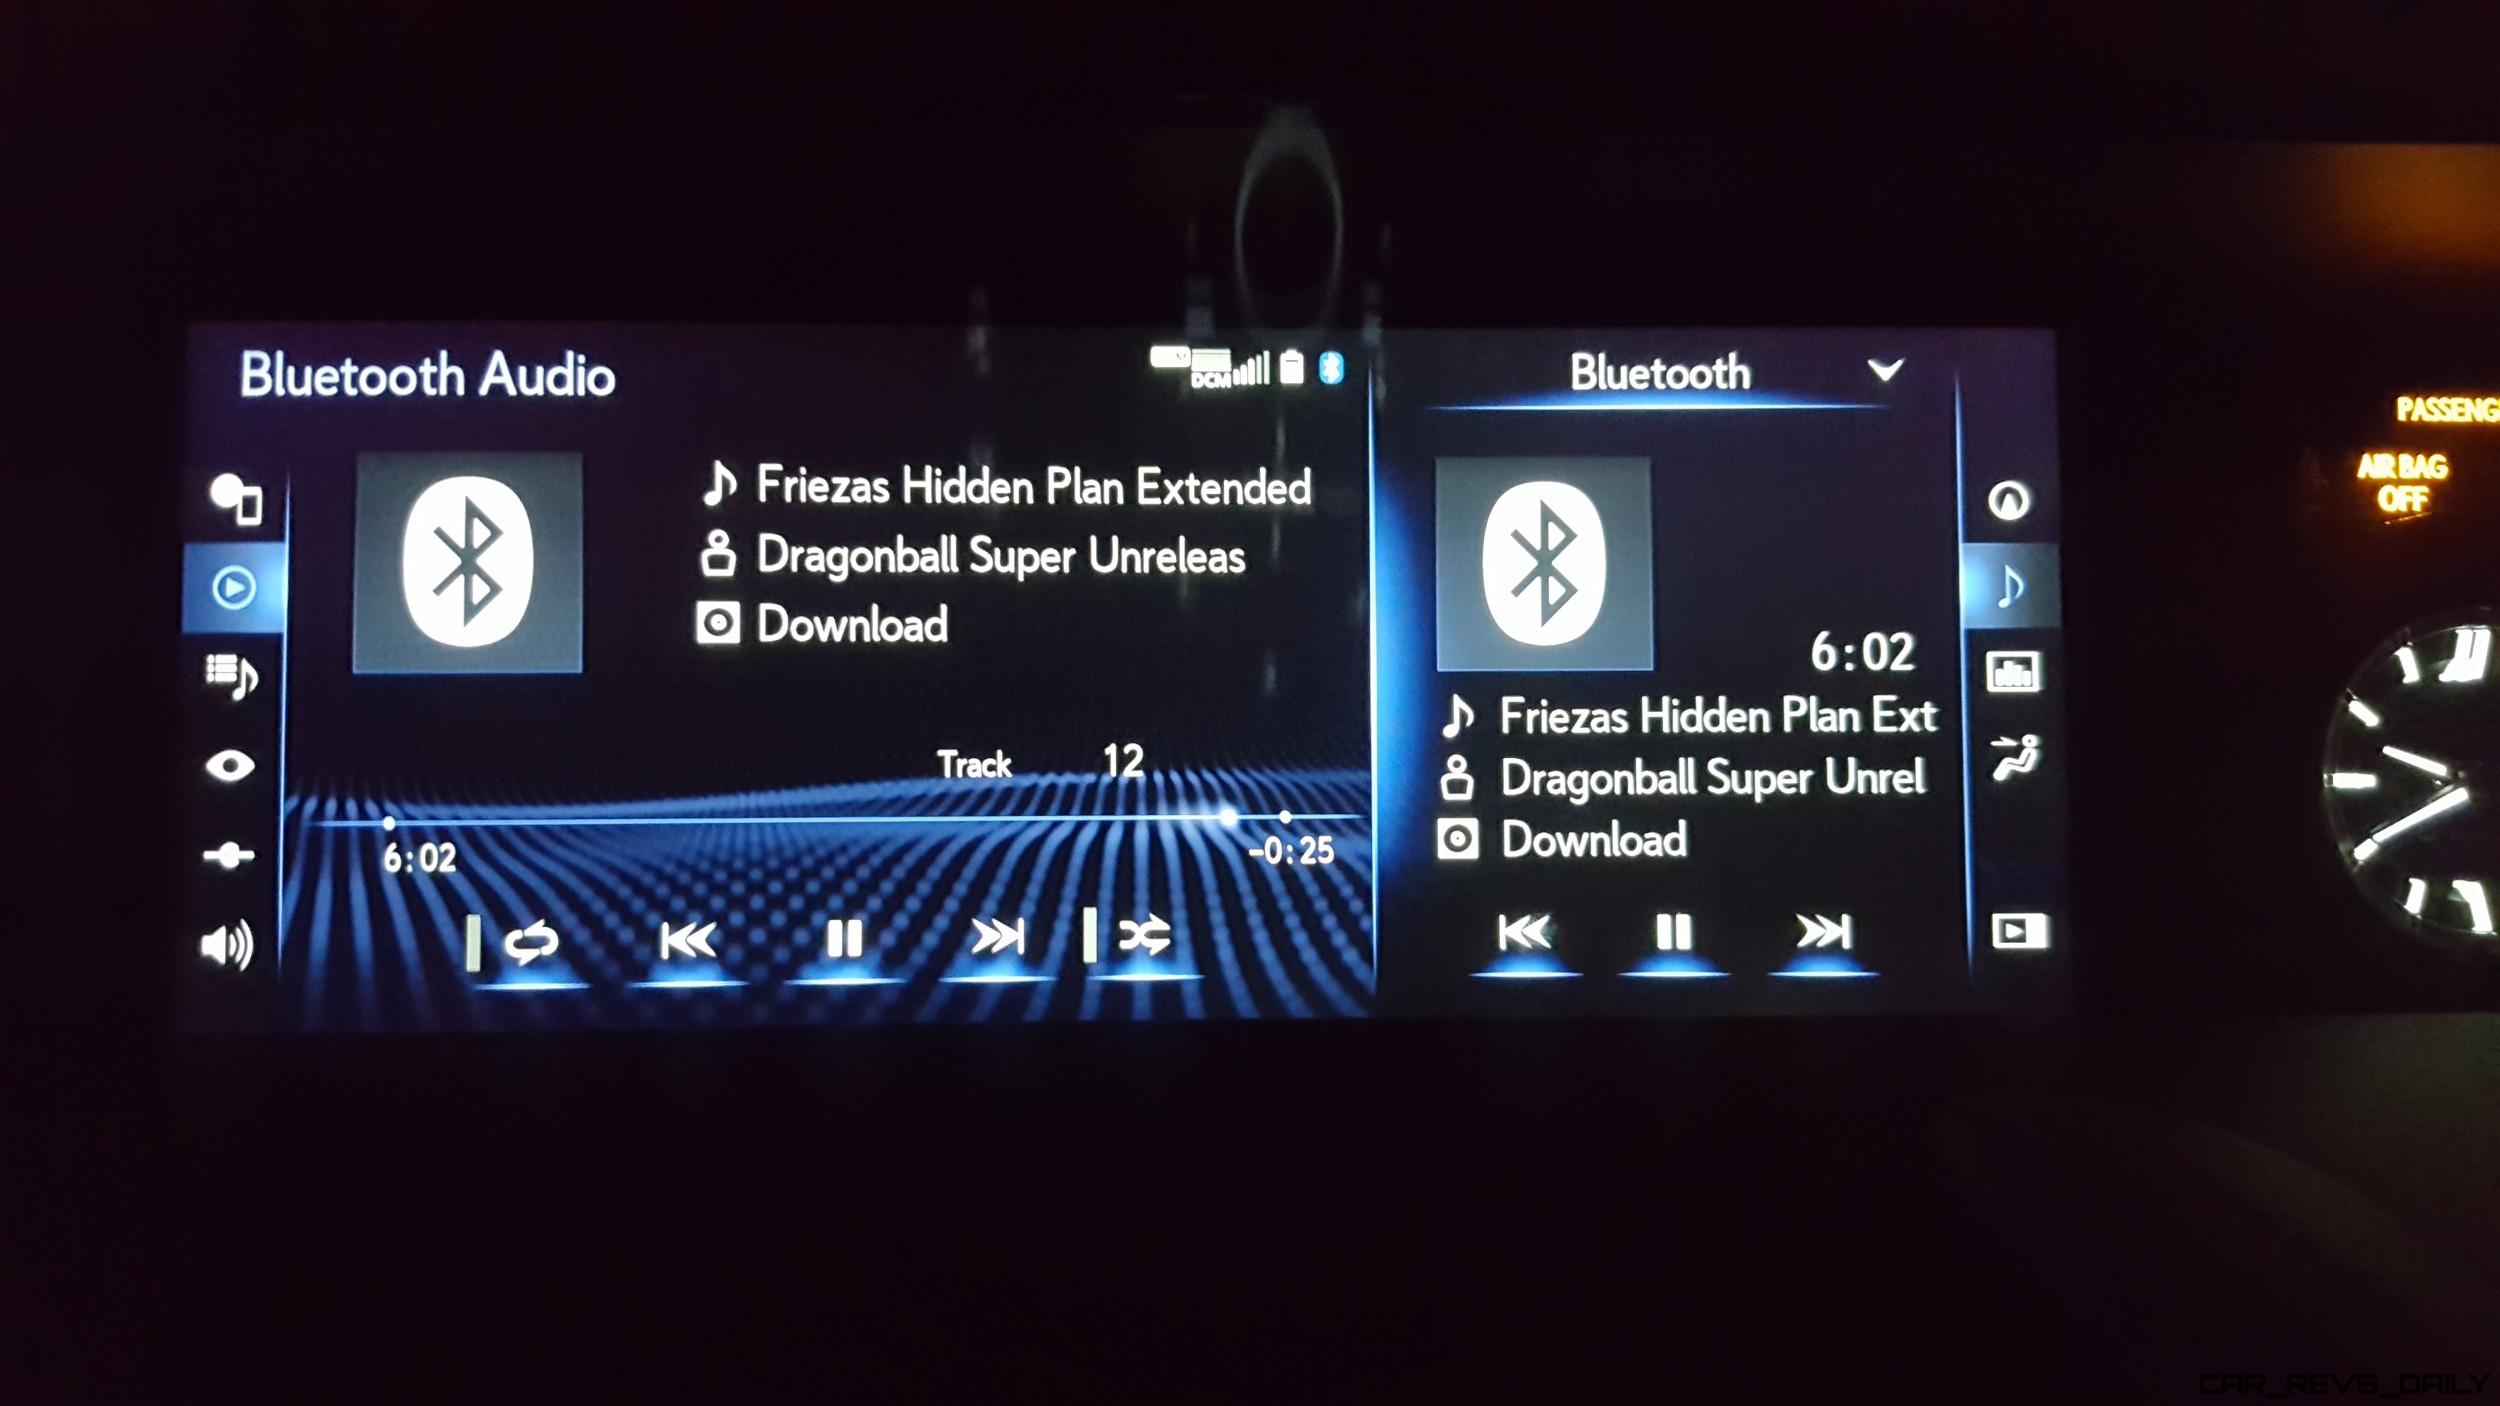 Bluetooth Audio
DCM
Friezas Hidden Plan Extended
Dragonball Super Unreleas
Download
Track 12
6:02
-0:25
Bluetooth
6:02
Friezas Hidden Plan Ext
Dragonball Super Unrel
Download
PASSENG
AIR BAG
OFF
CAR_REVS_DAILY